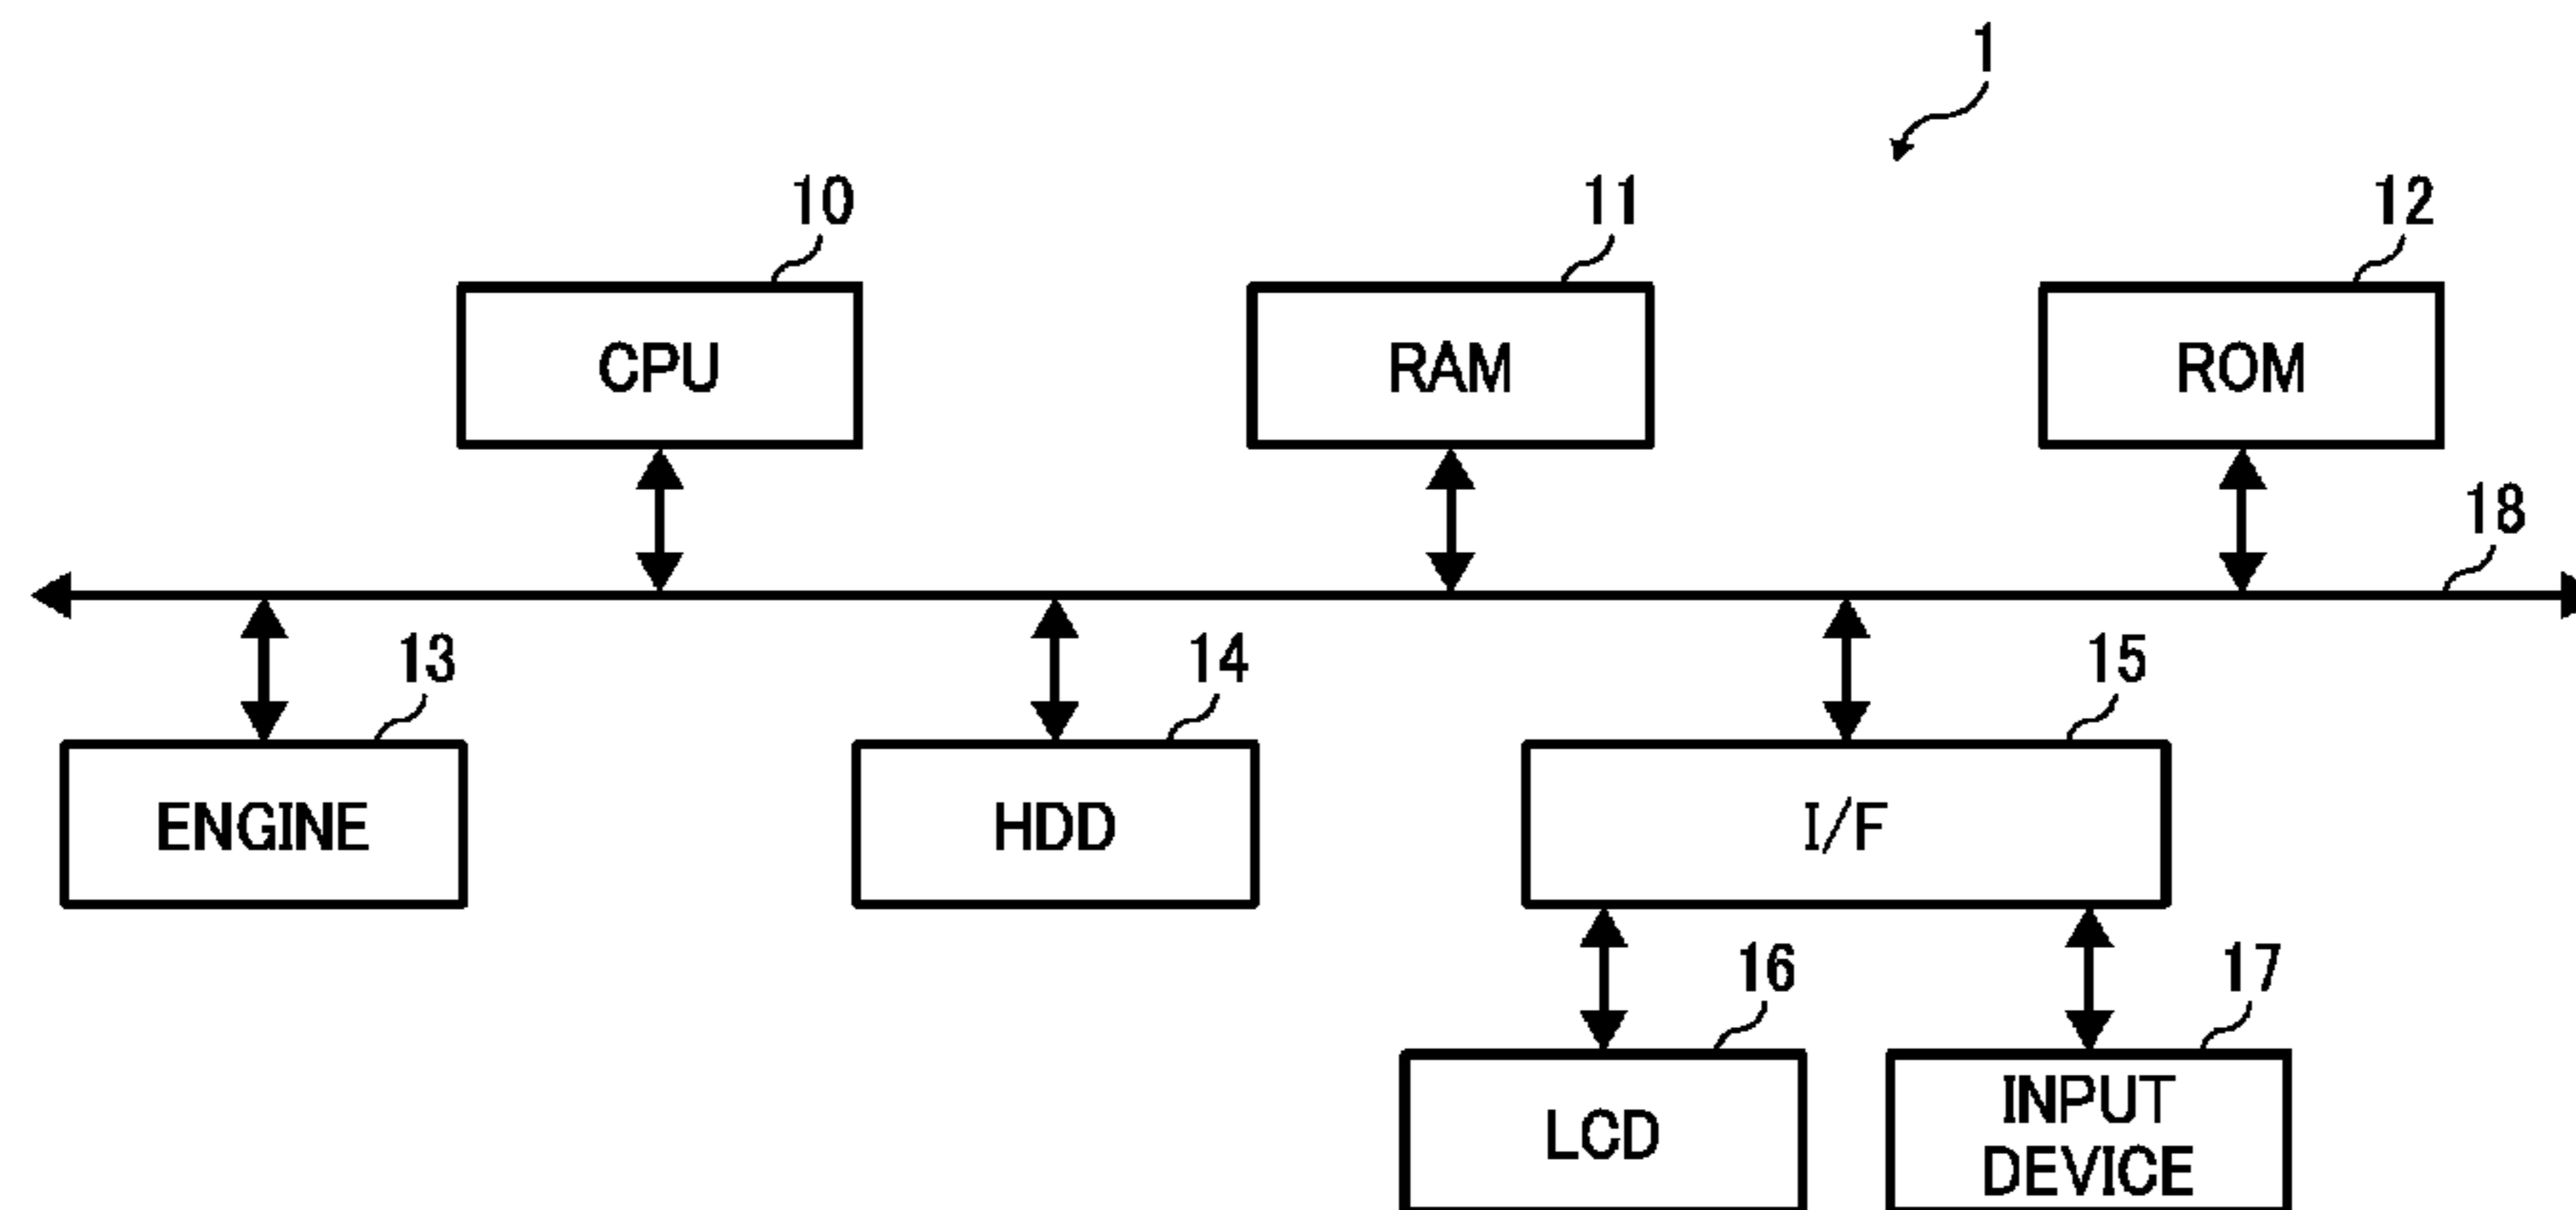 1
10
11
12
CPU
RAM
ROM
18
13
14
15
ENGINE
HDD
I/F
16
17
LCD
INPUT
DEVICE